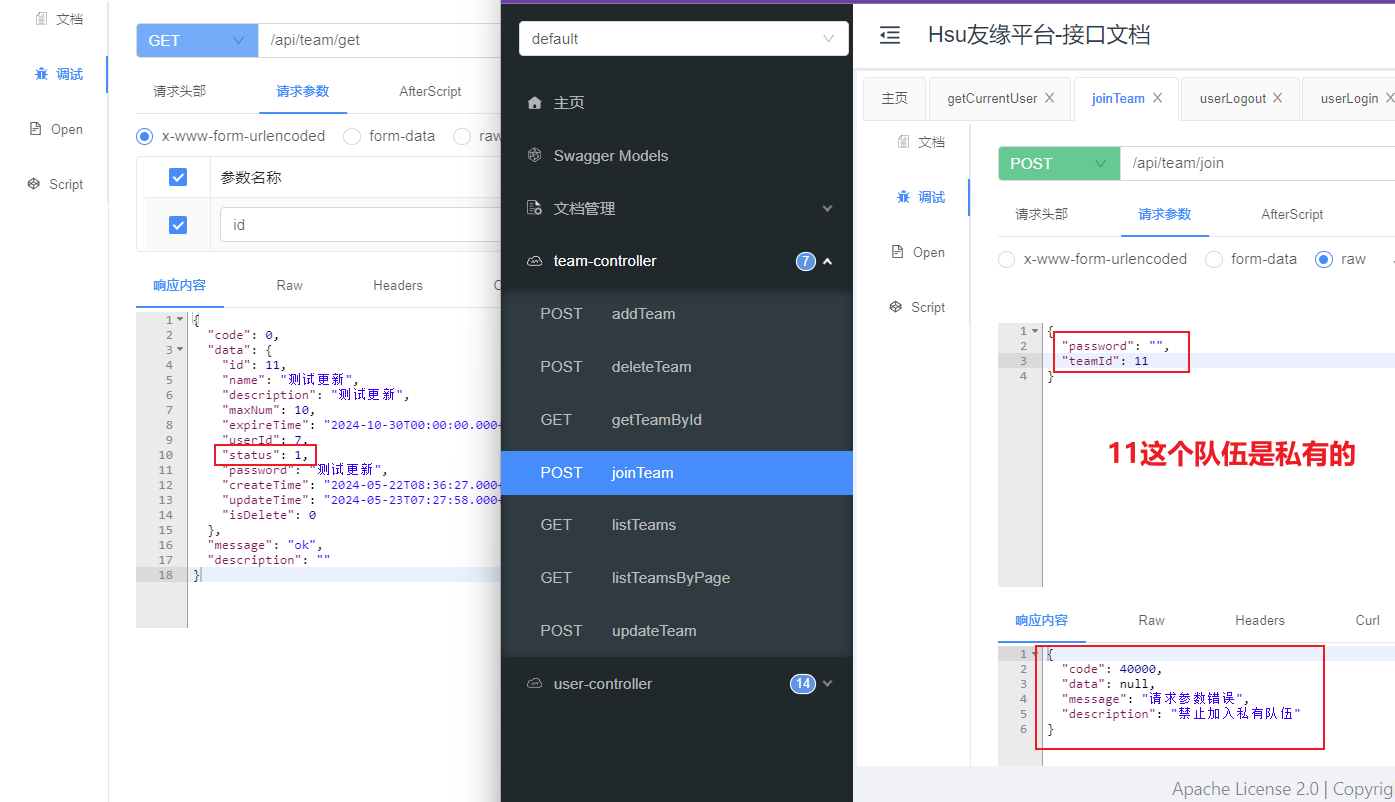 文档
调试
Open
Script
GET
/api/team/get
请求头部
请求参数
AfterScript
x-www-form-urlencoded
form-data
raw
参数名称
id
响应内容
Raw
Headers
C
1 {
2 "code": 0,
3 "data": {
4 "id": 11,
5 "name": "测试更新",
6 "description": "测试更新",
7 "maxNum": 10,
8 "expireTime": "2024-10-30T00:00:00.000+
9 "userId": 7,
10 "status": 1,
11 "password": "测试更新",
12 "createTime": "2024-05-22T08:36:27.000+
13 "updateTime": "2024-05-23T07:27:58.000+
14 "isDelete": 0
15 },
16 "message": "ok",
17 "description": ""
18 }
default
主页
Swagger Models
文档管理
team-controller 7
POST addTeam
POST deleteTeam
GET getTeamById
POST joinTeam
GET listTeams
GET listTeamsByPage
POST updateTeam
user-controller 14
Hsu友缘平台-接口文档
主页
getCurrentUser
joinTeam
userLogout
userLogin
文档
调试
Open
Script
POST
/api/team/join
请求头部
请求参数
AfterScript
x-www-form-urlencoded
form-data
raw
1 {
2 "password": "",
3 "teamId": 11
4 }
11这个队伍是私有的
响应内容
Raw
Headers
Curl
1 {
2 "code": 40000,
3 "data": null,
4 "message": "请求参数错误",
5 "description": "禁止加入私有队伍"
6 }
Apache License 2.0 | Copyrig